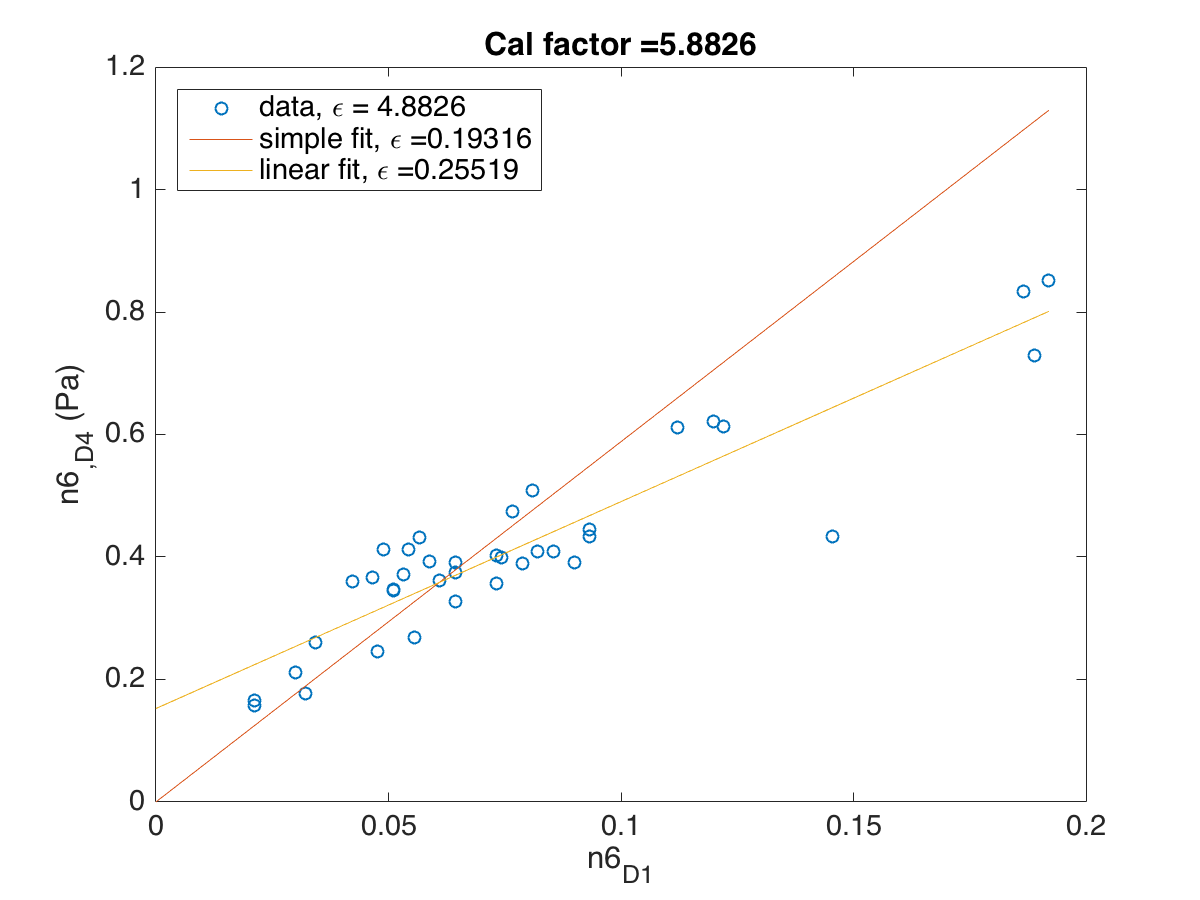 Cal factor =5.8826
1.2
data, ϵ = 4.8826
simple fit, ϵ =0.19316
linear fit, ϵ =0.25519
1
0.8
0.6
0.4
0.2
0
n6,D4 (Pa)
0 0.05 0.1 0.15 0.2
n6D1